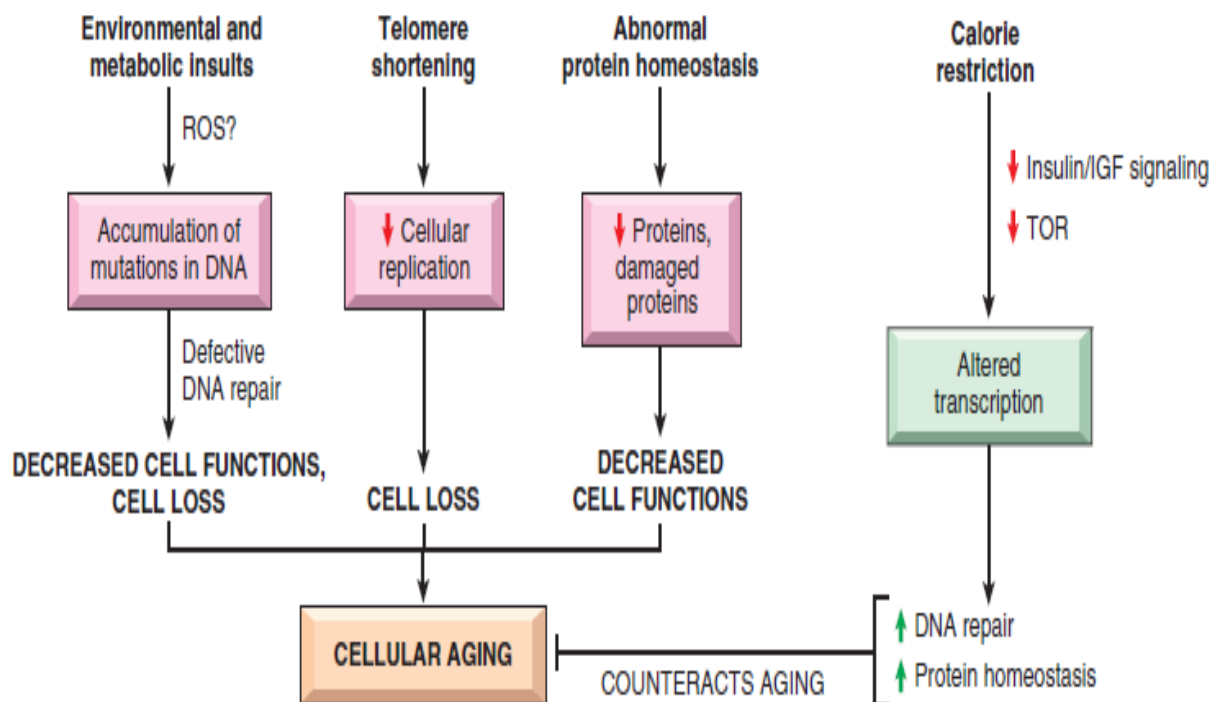 Environmental and
metabolic insults
Telomere
shortening
Abnormal
protein homeostasis
Calorie
restriction
ROS?
↓ Insulin/IGF signaling
↓ TOR
Accumulation of
mutations in DNA
↓ Cellular
replication
↓ Proteins,
damaged
proteins
Defective
DNA repair
Altered
transcription
DECREASED CELL FUNCTIONS,
CELL LOSS
CELL LOSS
DECREASED
CELL FUNCTIONS
CELLULAR AGING
COUNTERACTS AGING
↑ DNA repair
↑ Protein homeostasis